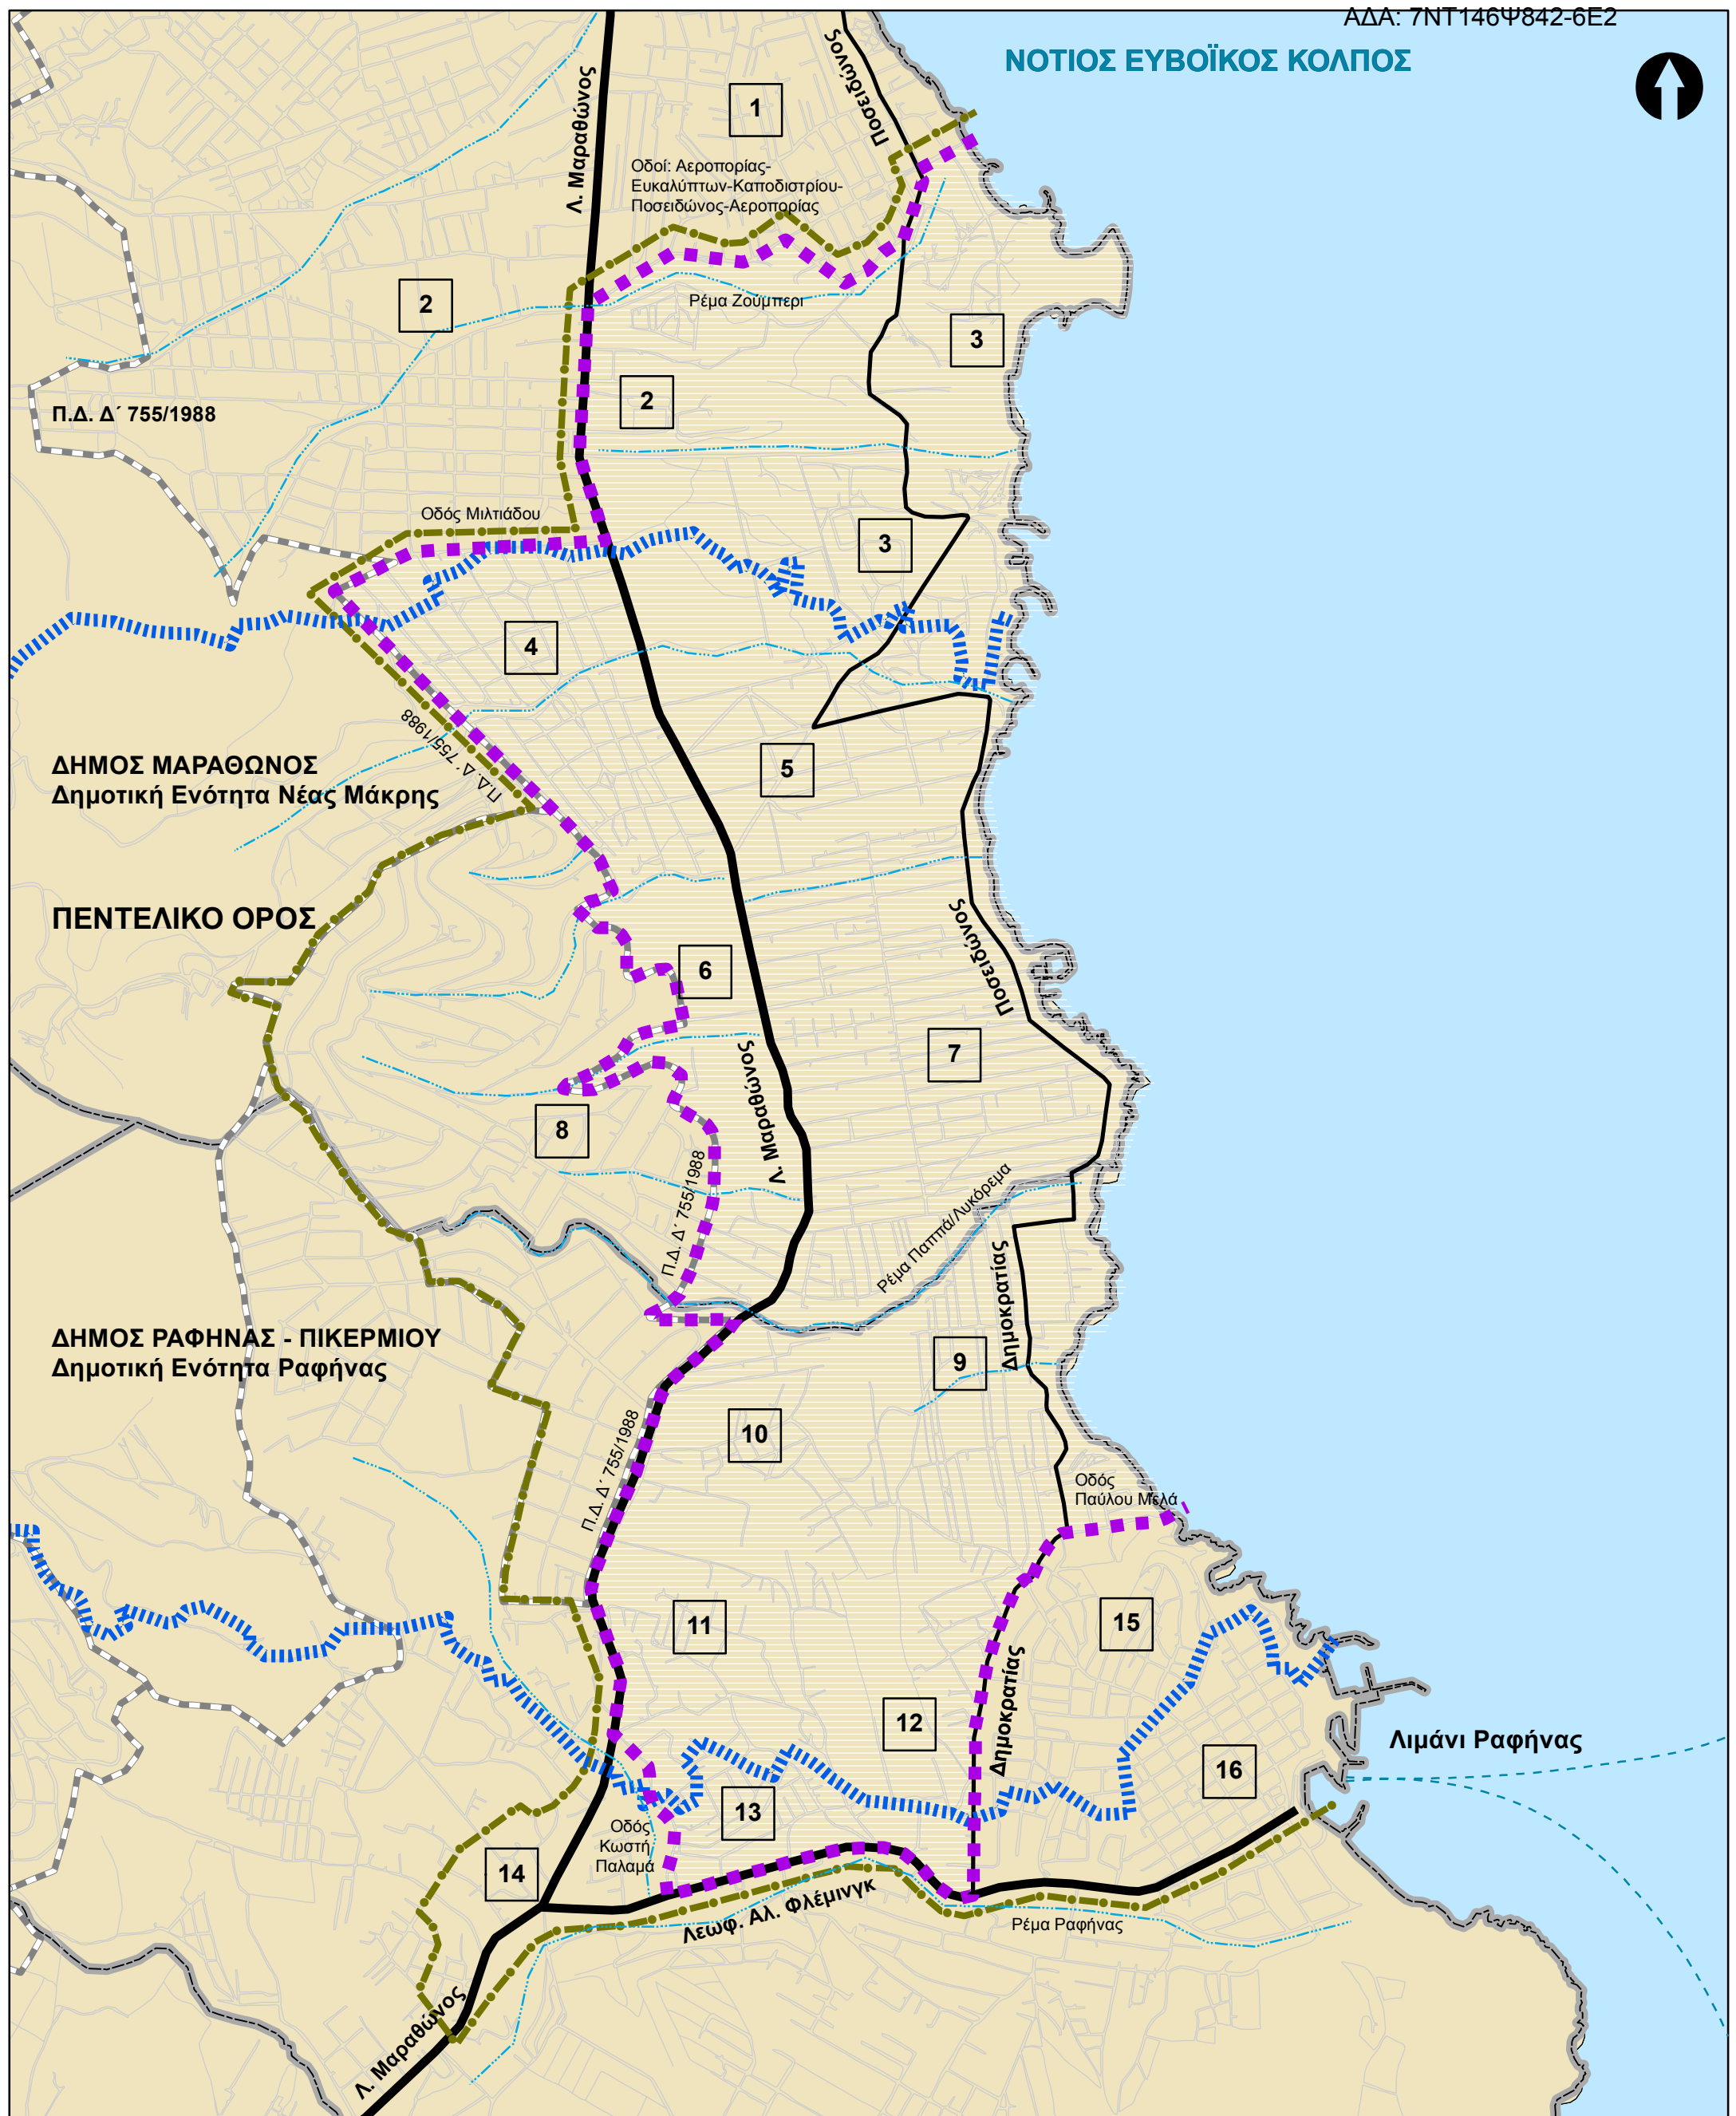 ΑΔΑ: 7ΝΤ146Ψ842-6Ε2
ΝΟΤΙΟΣ ΕΥΒΟΪΚΟΣ ΚΟΛΠΟΣ
Λ. Μαραθώνος
Ποσειδώνος
1
Οδοί: Αεροπορίας-
Ευκαλύπτων-Καποδιστρίου-
Ποσειδώνος-Αεροπορίας
2
Ρέμα Ζούμπερι
3
2
Π.Δ. Δ΄ 755/1988
Οδός Μιλτιάδου
3
4
Π.Δ. Δ΄ 755/1988
5
ΔΗΜΟΣ ΜΑΡΑΘΩΝΟΣ
Δημοτική Ενότητα Νέας Μάκρης
ΠΕΝΤΕΛΙΚΟ ΟΡΟΣ
Ποσειδώνος
6
7
Λ. Μαραθώνος
8
Π.Δ. Δ΄ 755/1988
Ρέμα Παππά/Λυκόρεμα
Δημοκρατίας
ΔΗΜΟΣ ΡΑΦΗΝΑΣ - ΠΙΚΕΡΜΙΟΥ
Δημοτική Ενότητα Ραφήνας
9
10
Π.Δ. Δ΄ 755/1988
Οδός
Παύλου Μελά
11
15
12
Δημοκρατίας
Λιμάνι Ραφήνας
16
13
Οδός
Κωστή
Παλαμά
14
Λεωφ. Αλ. Φλέμινγκ
Ρέμα Ραφήνας
Λ. Μαραθώνος